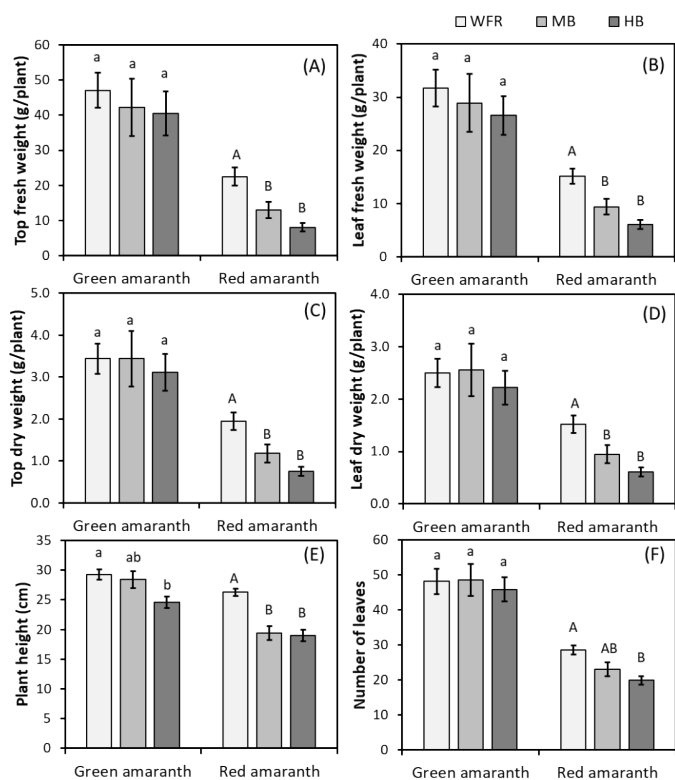 WFR MB HB
Top fresh weight (g/plant)
60
50
40
30
20
10
0
a a a
A B B
(A)
Green amaranth Red amaranth
Leaf fresh weight (g/plant)
40
30
20
10
0
a a a
A B B
(B)
Green amaranth Red amaranth
Top dry weight (g/plant)
5.0
4.0
3.0
2.0
1.0
0.0
a a a
A B B
(C)
Green amaranth Red amaranth
Leaf dry weight (g/plant)
4.0
3.0
2.0
1.0
0.0
a a a
A B B
(D)
Green amaranth Red amaranth
Plant height (cm)
35
30
25
20
15
10
5
0
a ab b
A B B
(E)
Green amaranth Red amaranth
Number of leaves
60
50
40
30
20
10
0
a a a
A AB B
(F)
Green amaranth Red amaranth